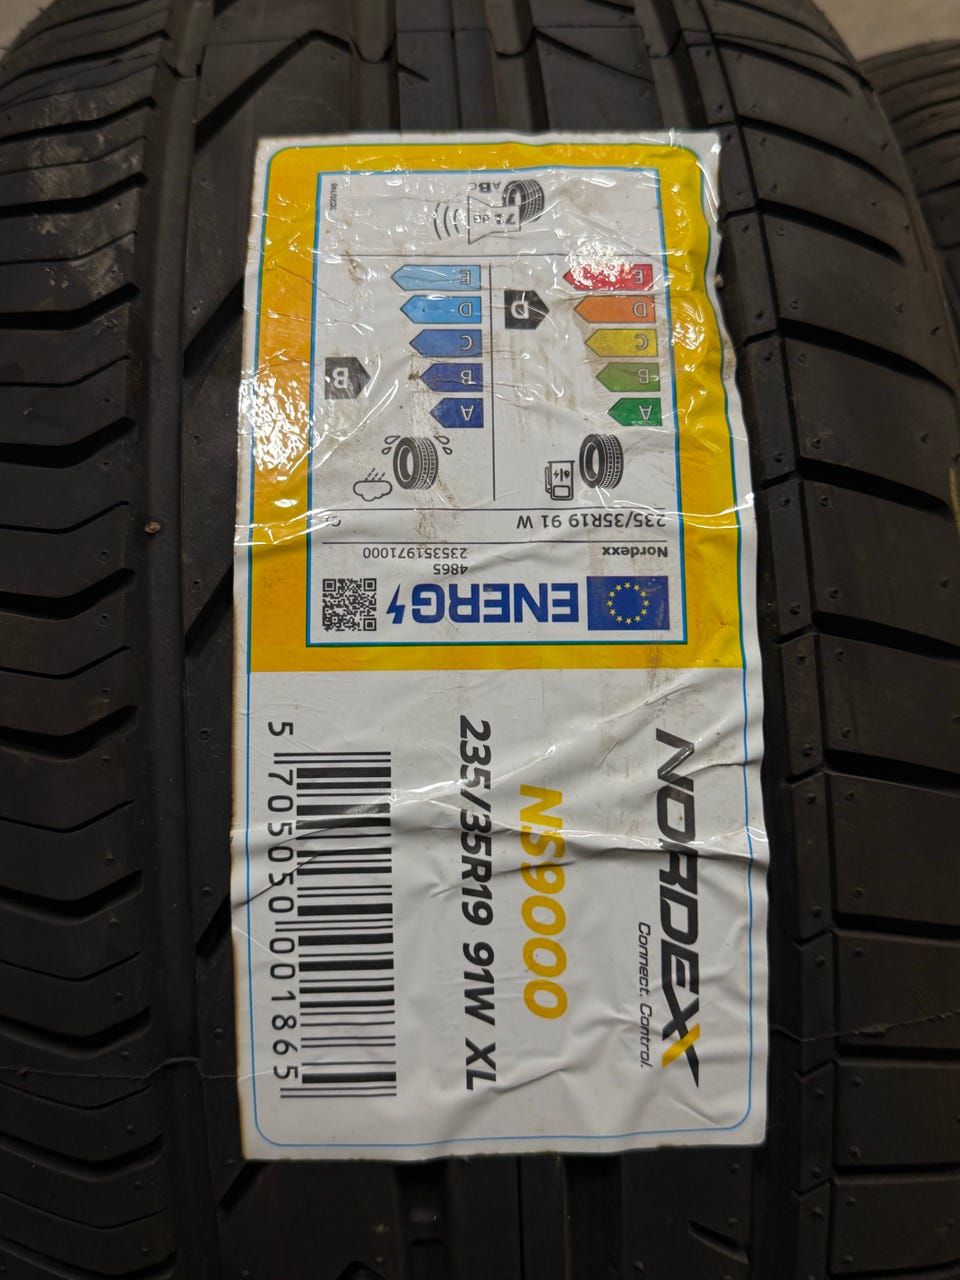 NORDEXX
Connect. Control.
NS9000
235/35R19 91W XL
5 705050 001865
ENERG
Nordexx
4865
235351971000
235/35R19 91 W
A
B
C
D
E
D
A
B
C
D
E
B
dB
ABC